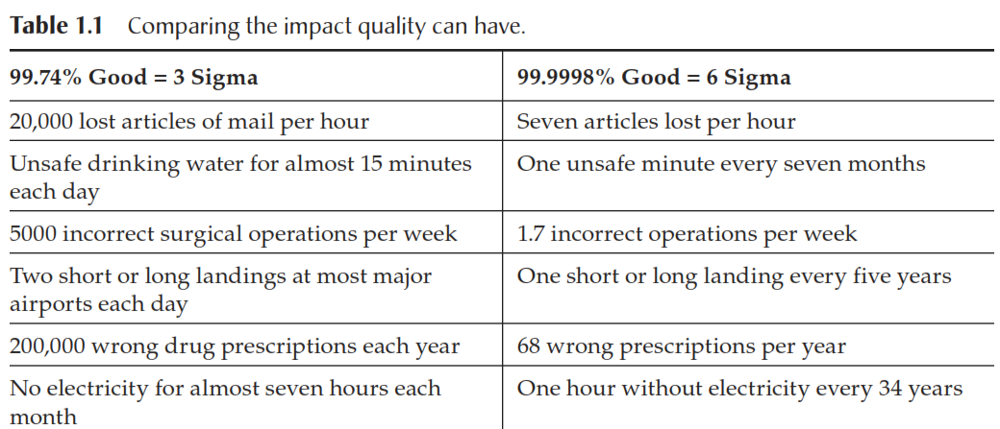 Table 1.1 Comparing the impact quality can have.
99.74% Good = 3 Sigma
99.9998% Good = 6 Sigma
20,000 lost articles of mail per hour
Seven articles lost per hour
Unsafe drinking water for almost 15 minutes
each day
One unsafe minute every seven months
5000 incorrect surgical operations per week
1.7 incorrect operations per week
Two short or long landings at most major
airports each day
One short or long landing every five years
200,000 wrong drug prescriptions each year
68 wrong prescriptions per year
No electricity for almost seven hours each
month
One hour without electricity every 34 years